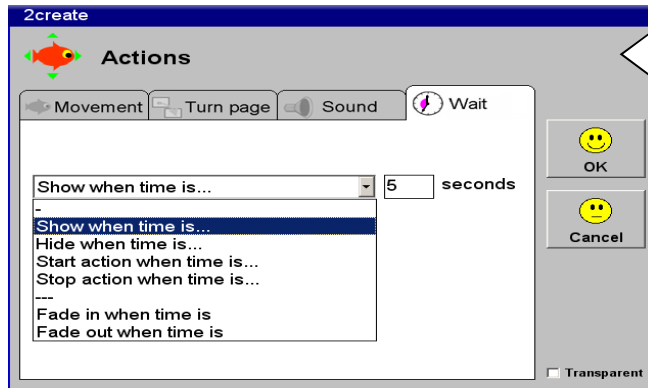 2create
Actions
Movement Turn page Sound Wait
OK
Show when time is... 5 seconds
-
Show when time is...
Hide when time is...
Start action when time is...
Stop action when time is...
---
Fade in when time is
Fade out when time is
Cancel
Transparent